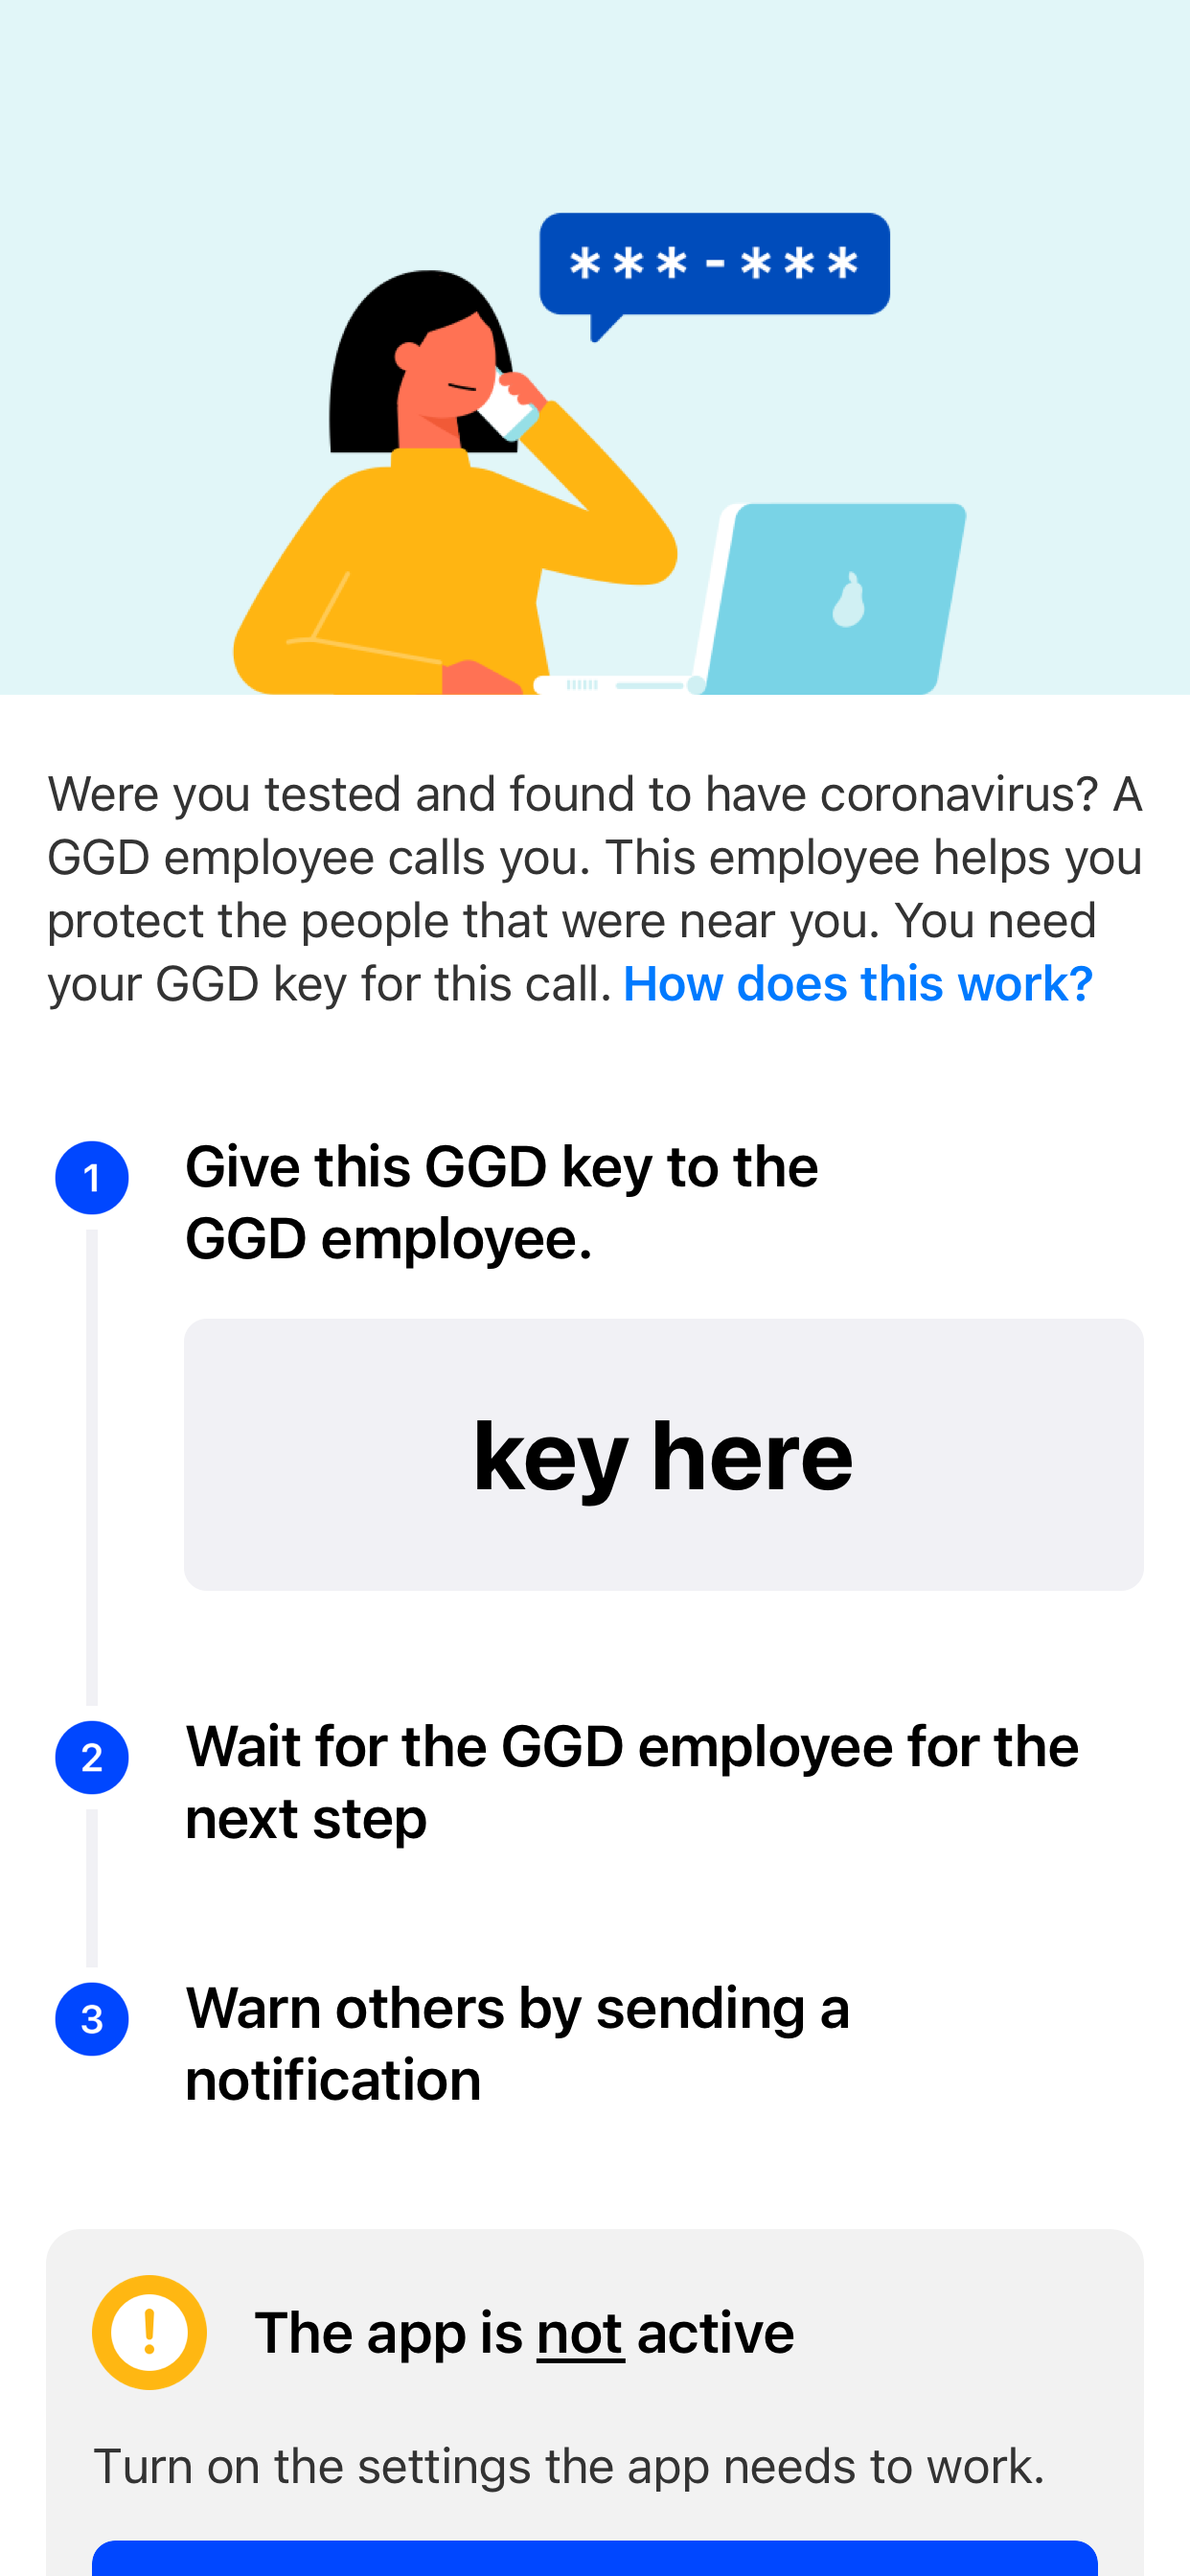 ***-***
Were you tested and found to have coronavirus? A
GGD employee calls you. This employee helps you
protect the people that were near you. You need
your GGD key for this call. How does this work?
1
Give this GGD key to the
GGD employee.
key here
2
Wait for the GGD employee for the
next step
3
Warn others by sending a
notification
!
The app is not active
Turn on the settings the app needs to work.